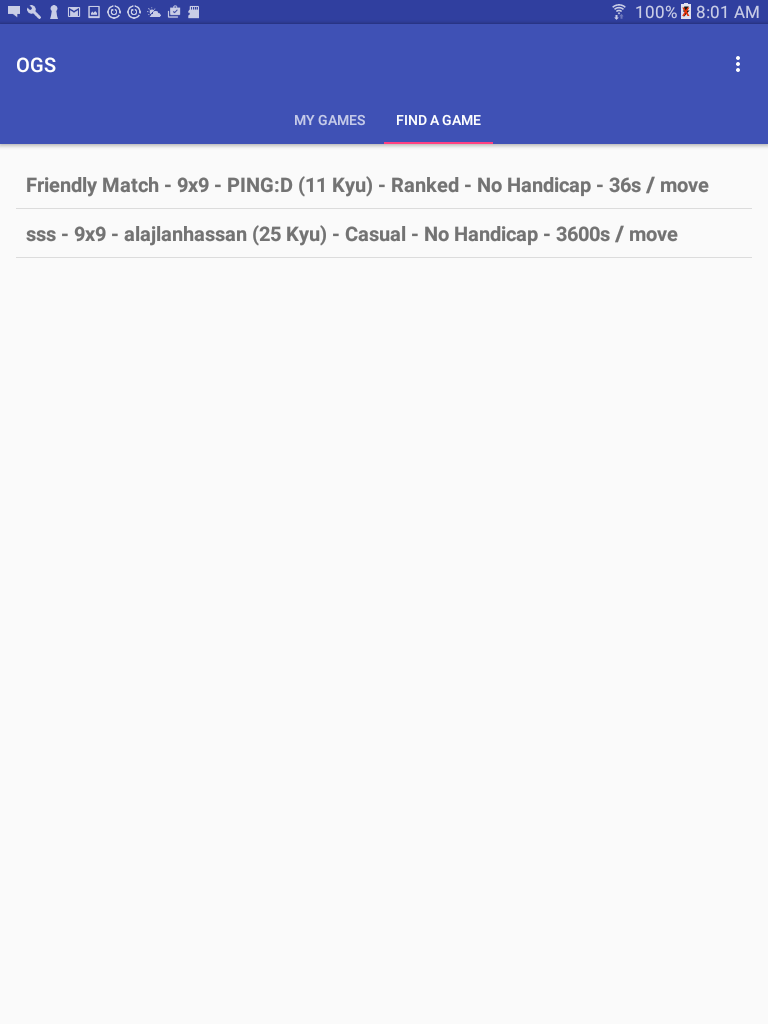 100% 8:01 AM
OGS
MY GAMES FIND A GAME
Friendly Match - 9x9 - PING:D (11 Kyu) - Ranked - No Handicap - 36s / move
sss - 9x9 - alajlanhassan (25 Kyu) - Casual - No Handicap - 3600s / move